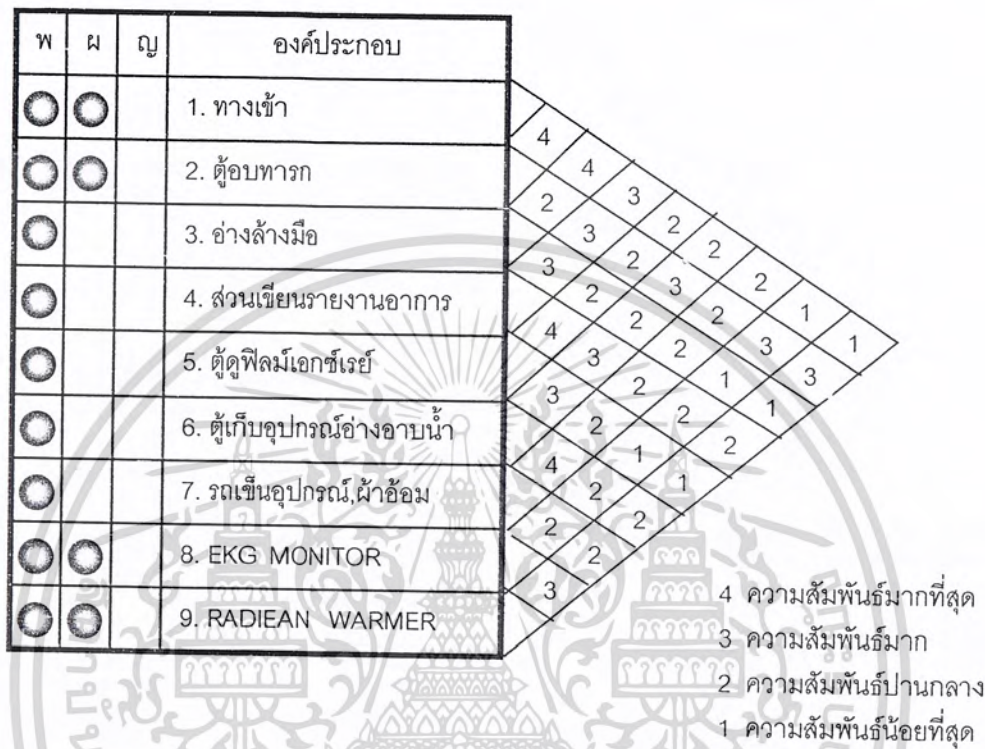 พ ผ ญ องค์ประกอบ
1. ทางเข้า
4
2. ตู้อบทารก
4
2 3
3. อ่างล้างมือ
3 2
3 2 2
4. ส่วนเขียนรายงานอาการ
2 3 2
4 2 2 1
5. ตู้ดูฟิล์มเอกซ์เรย์
3 2 3 1
3 2 1 3
6. ตู้เก็บอุปกรณ์อ่างอาบน้ำ
2 2 1
4 1 2
7. รถเข็นอุปกรณ์,ผ้าอ้อม
2 1
2 2
8. EKG MONITOR
2
3
9. RADIEAN WARMER
4 ความสัมพันธ์มากที่สุด
3 ความสัมพันธ์มาก
2 ความสัมพันธ์ปานกลาง
1 ความสัมพันธ์น้อยที่สุด